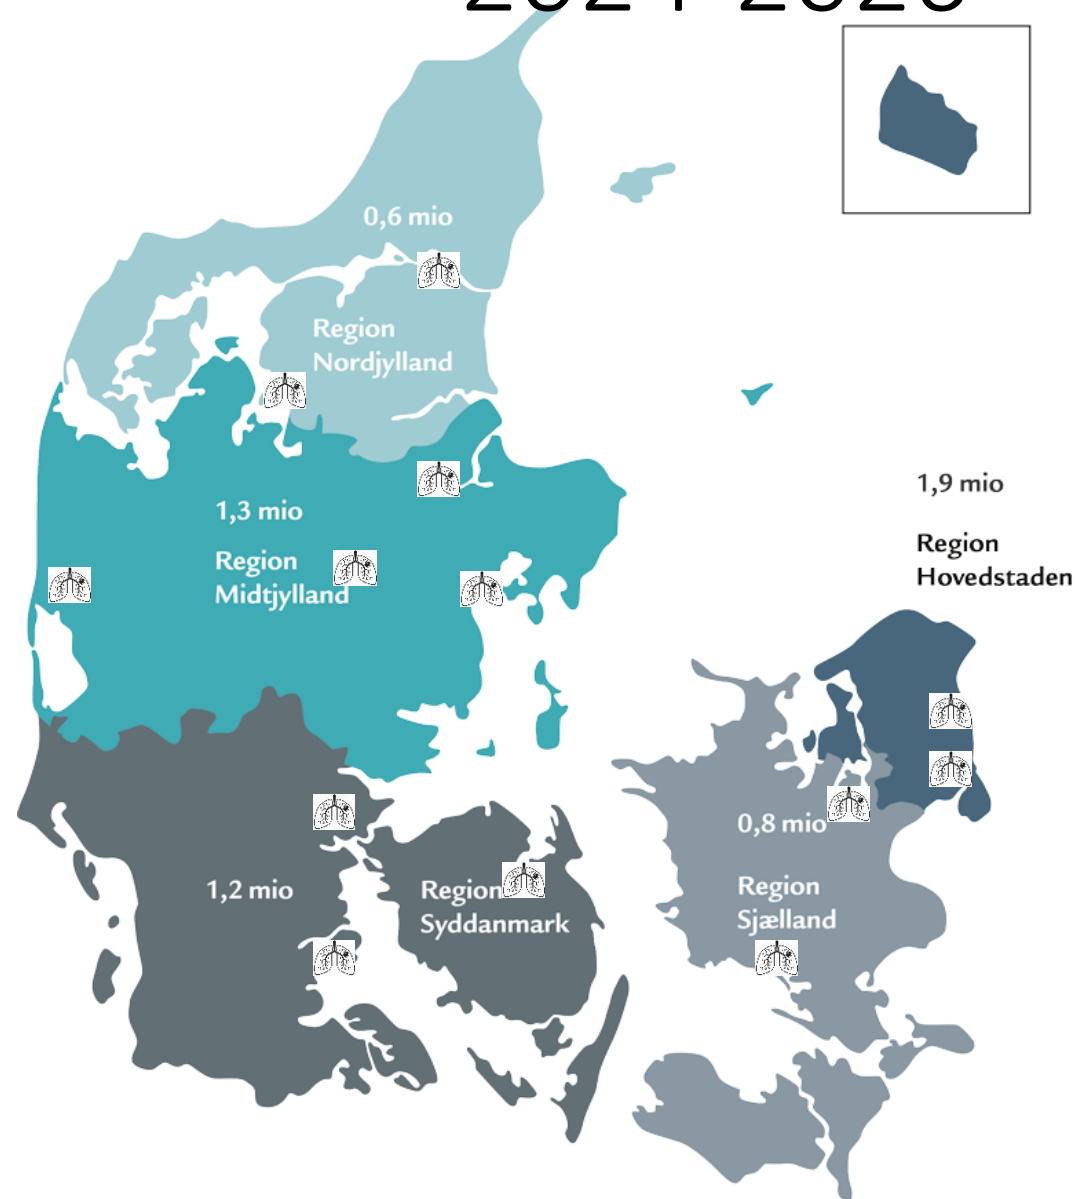 0,6 mio
Region
Nordjylland
1,3 mio
Region
Midtjylland
1,9 mio
Region
Hovedstaden
0,8 mio
Region
Sjælland
1,2 mio
Region
Syddanmark